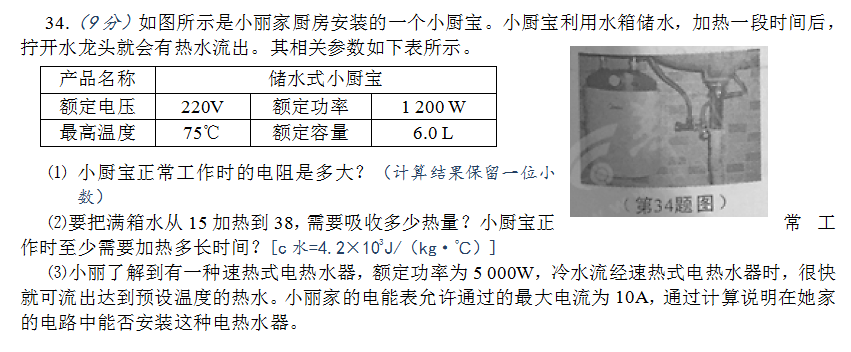 34.（9 分）如图所示是小丽家厨房安装的一个小厨宝。小厨宝利用水箱储水，加热一段时间后，
拧开水龙头就会有热水流出。其相关参数如下表所示。
产品名称 储水式小厨宝
额定电压 220V 额定功率 1 200 W
最高温度 75℃ 额定容量 6.0 L
⑴ 小厨宝正常工作时的电阻是多大？（计算结果保留一位小
数）
（第34题图）
⑵要把满箱水从 15 加热到 38，需要吸收多少热量？小厨宝正 常 工
作时至少需要加热多长时间？[c 水=4.2×10³J/（kg·℃）]
⑶小丽了解到有一种速热式电热水器，额定功率为 5 000W，冷水流经速热式电热水器时，很快
就可流出达到预设温度的热水。小丽家的电能表允许通过的最大电流为 10A，通过计算说明在她家
的电路中能否安装这种电热水器。